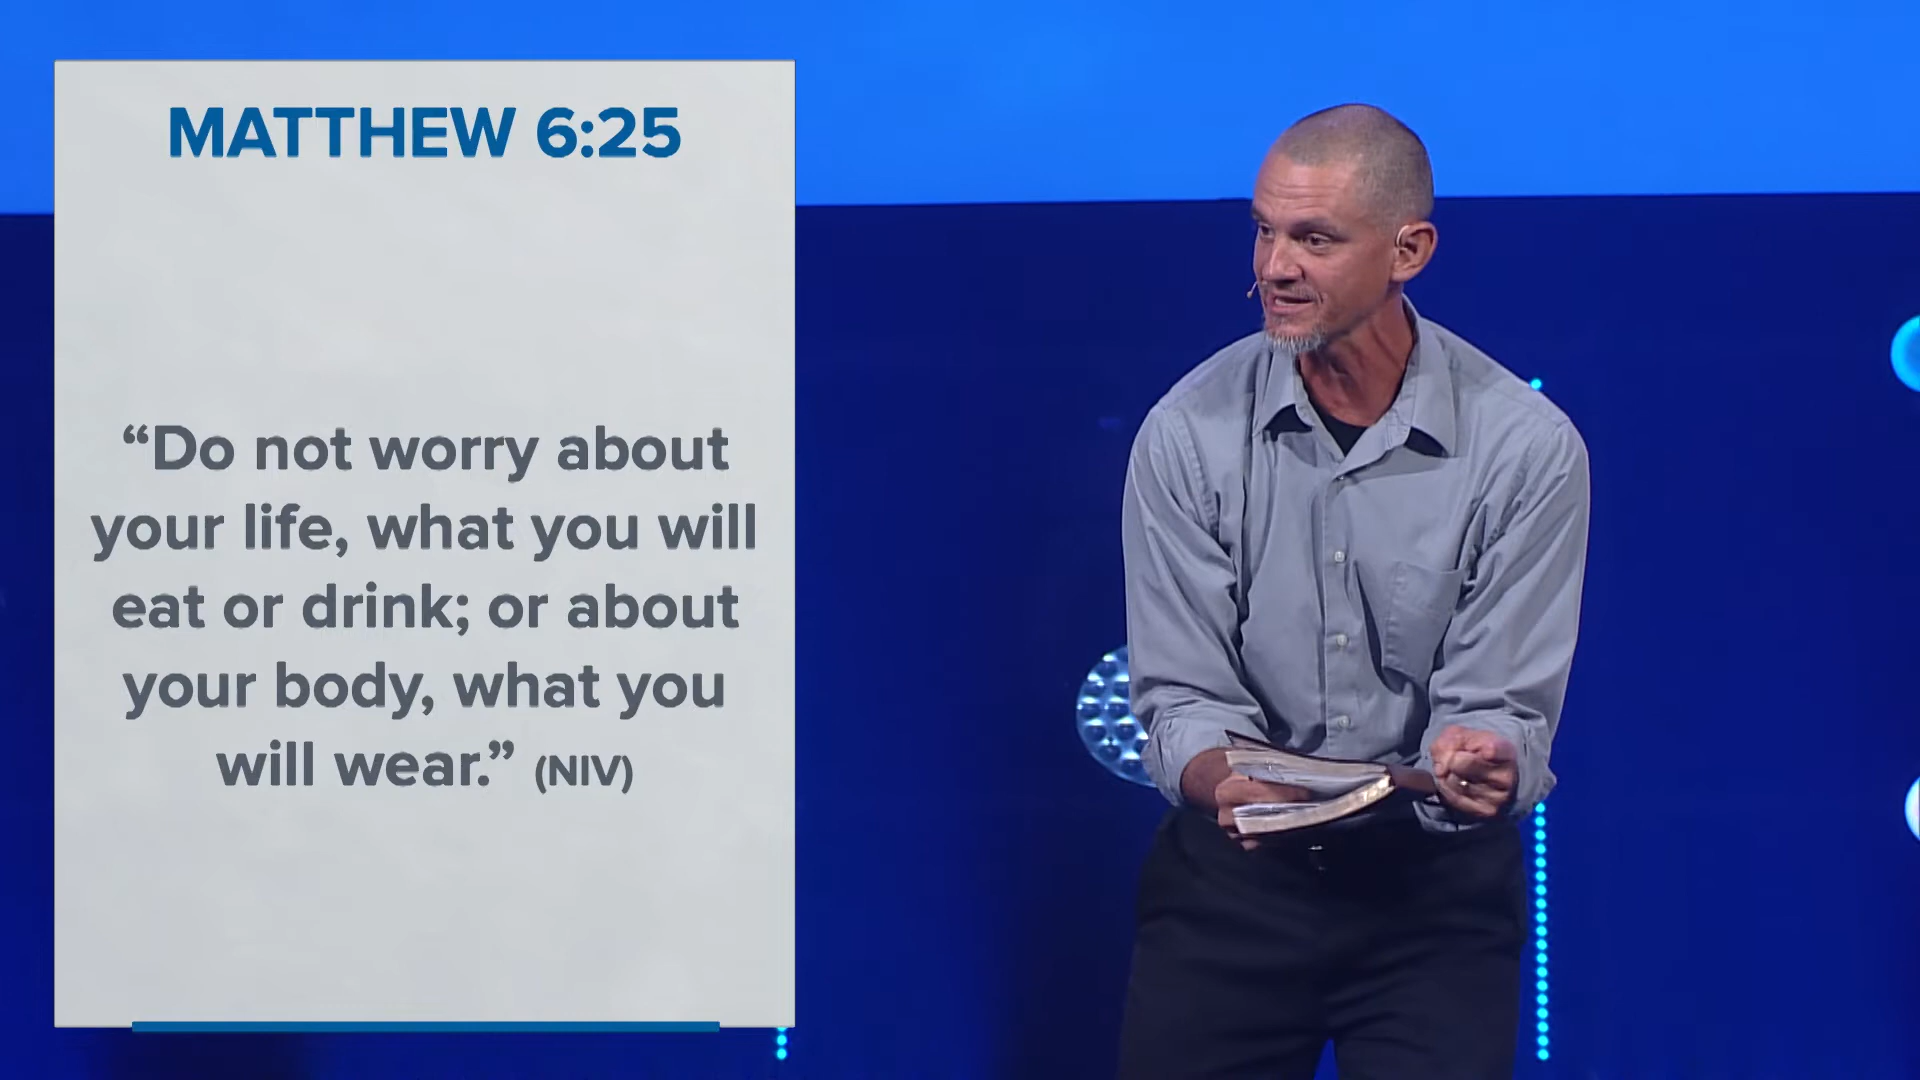 MATTHEW 6:25
“Do not worry about
your life, what you will
eat or drink; or about
your body, what you
will wear.” (NIV)